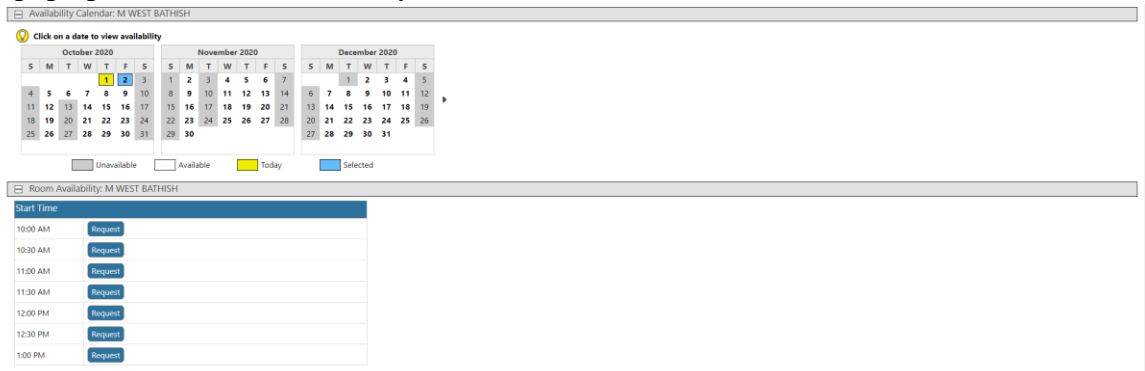 Availability Calendar: M WEST BATHISH
Click on a date to view availability
October 2020 November 2020 December 2020
S M T W T F S S M T W T F S S M T W T F S
1 2 3 1 2 3 4 5 6 7 1 2 3 4 5
4 5 6 7 8 9 10 8 9 10 11 12 13 14 6 7 8 9 10 11 12
11 12 13 14 15 16 17 15 16 17 18 19 20 21 13 14 15 16 17 18 19
18 19 20 21 22 23 24 22 23 24 25 26 27 28 20 21 22 23 24 25 26
25 26 27 28 29 30 31 29 30 27 28 29 30 31
Unavailable Available Today Selected
Room Availability: M WEST BATHISH
Start Time
10:00 AM Request
10:30 AM Request
11:00 AM Request
11:30 AM Request
12:00 PM Request
12:30 PM Request
1:00 PM Request